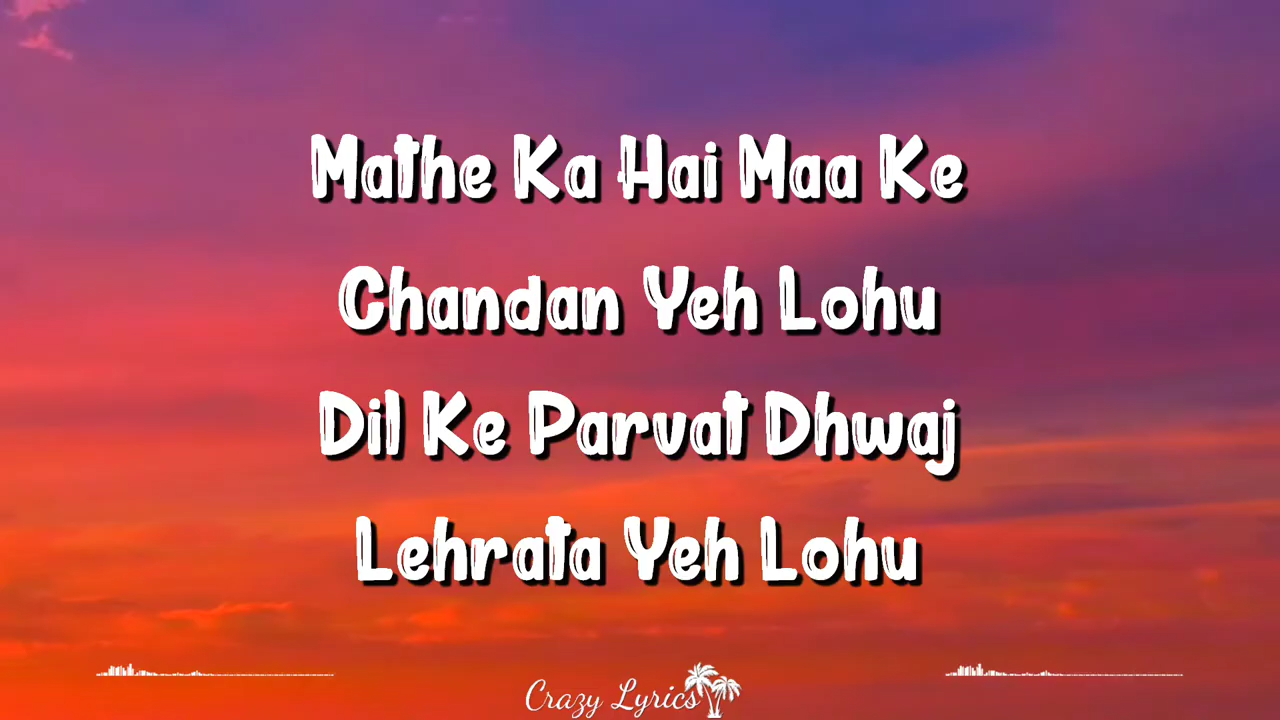 Mathe Ka Hai Maa Ke
Chandan Yeh Lohu
Dil Ke Parvat Dhwaj
Lehrata Yeh Lohu
Crazy Lyrics